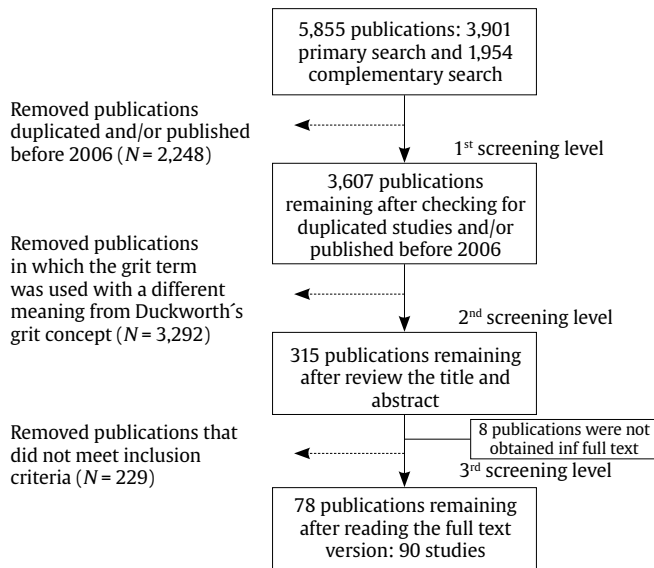 5,855 publications: 3,901
primary search and 1,954
complementary search
Removed publications
duplicated and/or published
before 2006 (N = 2,248)
1st screening level
3,607 publications
remaining after checking for
duplicated studies and/or
published before 2006
Removed publications
in which the grit term
was used with a different
meaning from Duckworth´s
grit concept (N = 3,292)
2nd screening level
315 publications remaining
after review the title and
abstract
8 publications were not
obtained inf full text
Removed publications that
did not meet inclusion
criteria (N = 229)
3rd screening level
78 publications remaining
after reading the full text
version: 90 studies